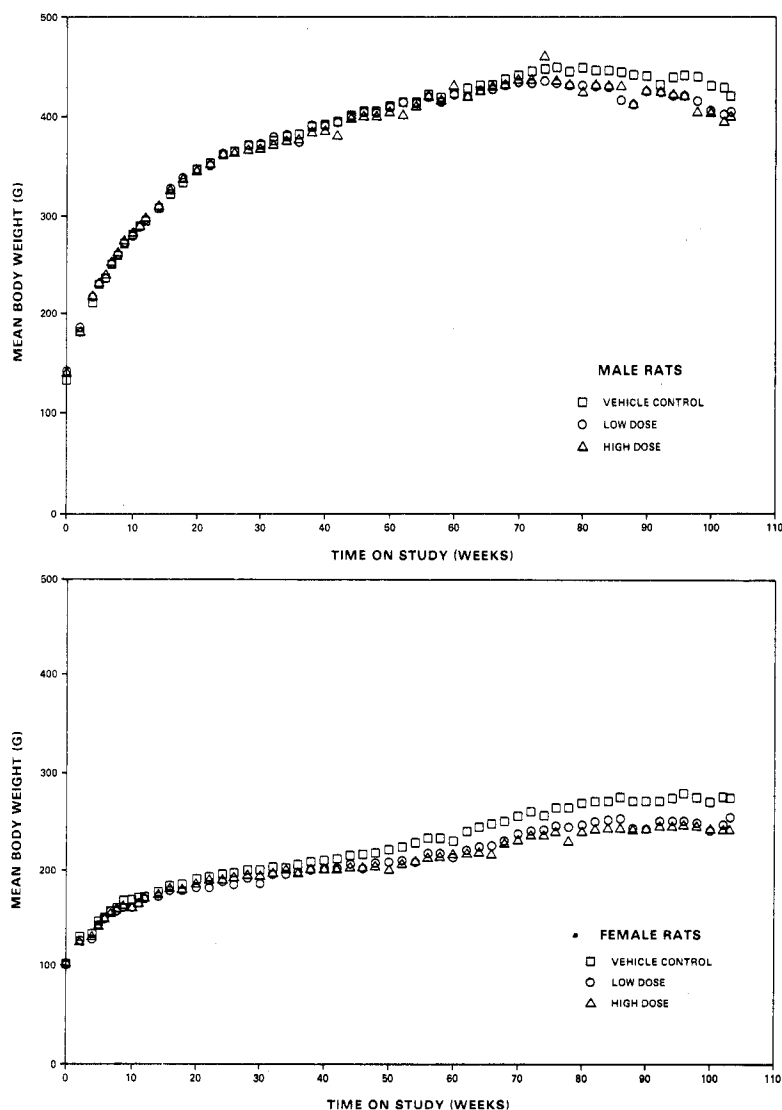 500
400
300
200
100
0
MEAN BODY WEIGHT (G)
MALE RATS
VEHICLE CONTROL
LOW DOSE
HIGH DOSE
0 10 20 30 40 50 60 70 80 90 100 110
TIME ON STUDY (WEEKS)
500
400
300
200
100
0
MEAN BODY WEIGHT (G)
FEMALE RATS
VEHICLE CONTROL
LOW DOSE
HIGH DOSE
0 10 20 30 40 50 60 70 80 90 100 110
TIME ON STUDY (WEEKS)